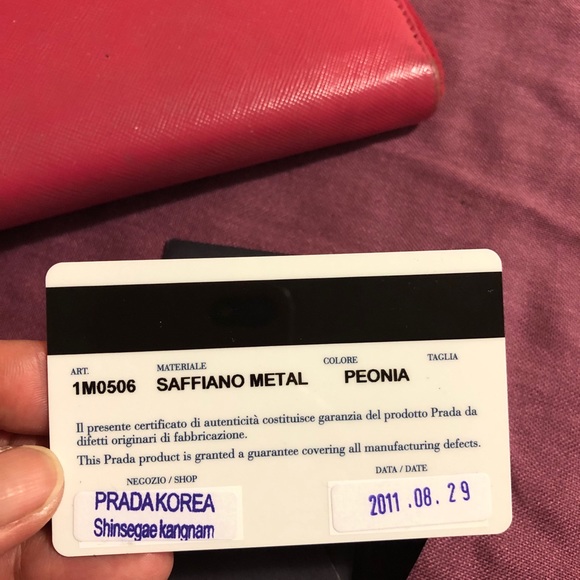 ART. MATERIALE COLORE TAGLIA
1M0506 SAFFIANO METAL PEONIA
Il presente certificato di autenticità costituisce garanzia del prodotto Prada da
difetti originari di fabbricazione.
This Prada product is granted a guarantee covering all manufacturing defects.
NEGOZIO / SHOP DATA / DATE
PRADA KOREA 2011 .08. 29
Shinsegae kangnam